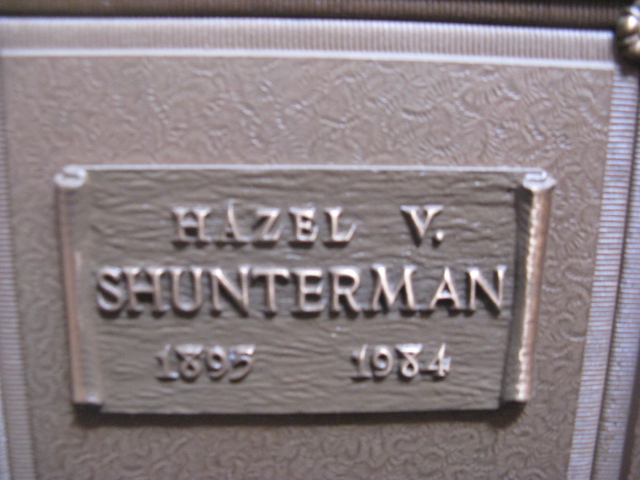 HAZEL V.
SHUNTERMAN
1895 1984